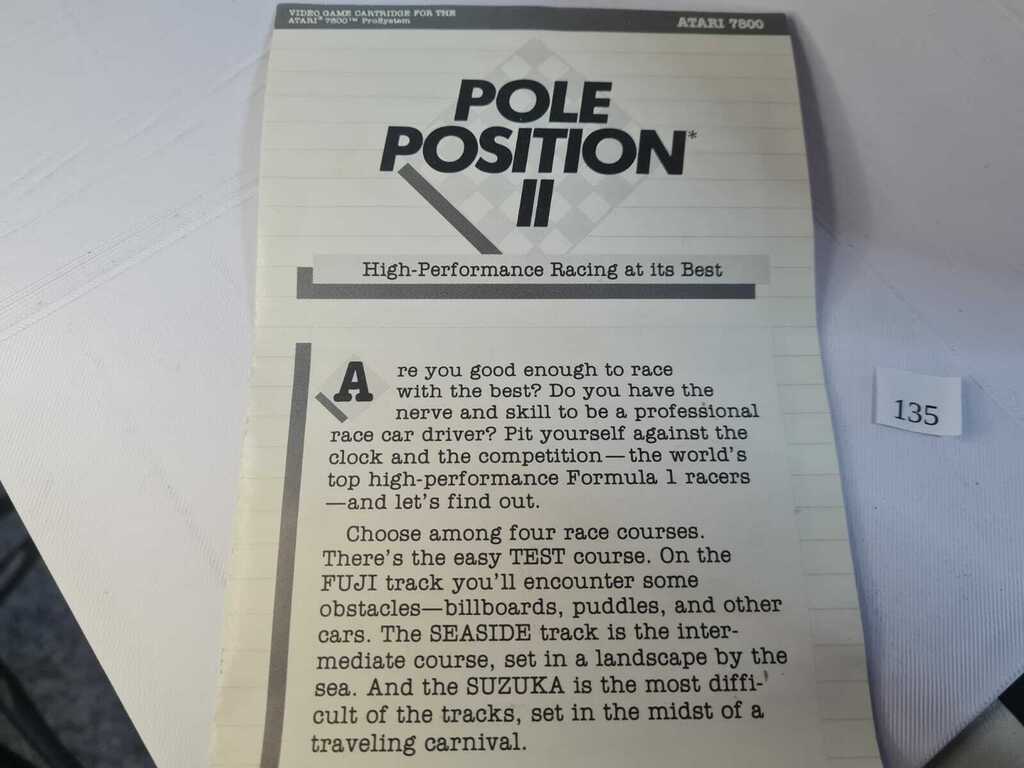 VIDEO GAME CARTRIDGE FOR THE
ATARI® 7800™ ProSystem
ATARI 7800
POLE
POSITION*
II
High-Performance Racing at its Best
Are you good enough to race
with the best? Do you have the
nerve and skill to be a professional
race car driver? Pit yourself against the
clock and the competition—the world's
top high-performance Formula 1 racers
—and let's find out.
Choose among four race courses.
There's the easy TEST course. On the
FUJI track you'll encounter some
obstacles—billboards, puddles, and other
cars. The SEASIDE track is the inter-
mediate course, set in a landscape by the
sea. And the SUZUKA is the most diffi-
cult of the tracks, set in the midst of a
traveling carnival.
135